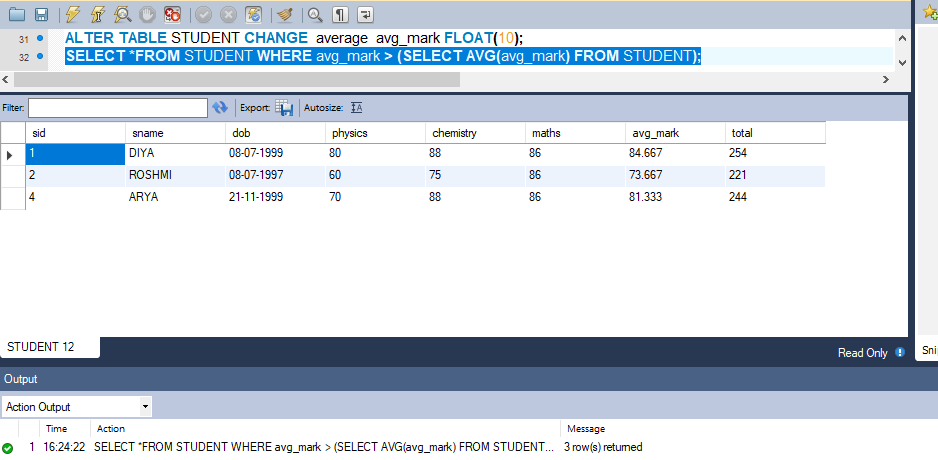 31 ALTER TABLE STUDENT CHANGE average avg_mark FLOAT(10);
32 SELECT *FROM STUDENT WHERE avg_mark > (SELECT AVG(avg_mark) FROM STUDENT);
Filter: Export: Autosize:
sid sname dob physics chemistry maths avg_mark total
1 DIYA 08-07-1999 80 88 86 84.667 254
2 ROSHMI 08-07-1997 60 75 86 73.667 221
4 ARYA 21-11-1999 70 88 86 81.333 244
STUDENT 12
Read Only
Sni
Output
Action Output
Time Action Message
1 16:24:22 SELECT *FROM STUDENT WHERE avg_mark > (SELECT AVG(avg_mark) FROM STUDENT... 3 row(s) returned